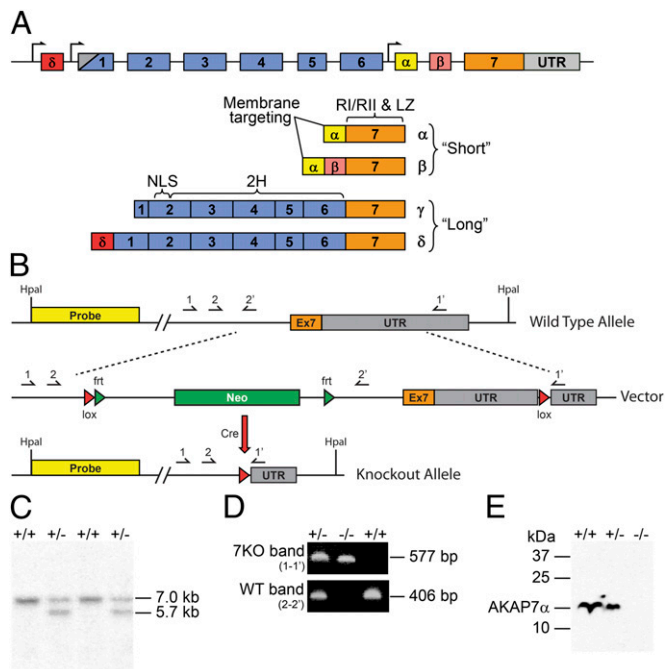 A
δ 1 2 3 4 5 6 α β 7 UTR
Membrane targeting
RI/RII & LZ
α 7 α
α β 7 β
"Short"
NLS 2H
1 2 3 4 5 6 7 γ
δ 1 2 3 4 5 6 7 δ
"Long"
B
HpaI HpaI
Probe 1 2 2' Ex7 UTR 1'
Wild Type Allele
1 2 frt Neo frt 2' Ex7 UTR 1' UTR
lox lox
Vector
Cre
HpaI HpaI
Probe 1 2 1' UTR
Knockout Allele
C
+/+ +/- +/+ +/-
7.0 kb
5.7 kb
D
+/- -/- +/+
7KO band
(1-1')
577 bp
WT band
(2-2')
406 bp
E
kDa +/+ +/- -/-
37
25
AKAP7α
10